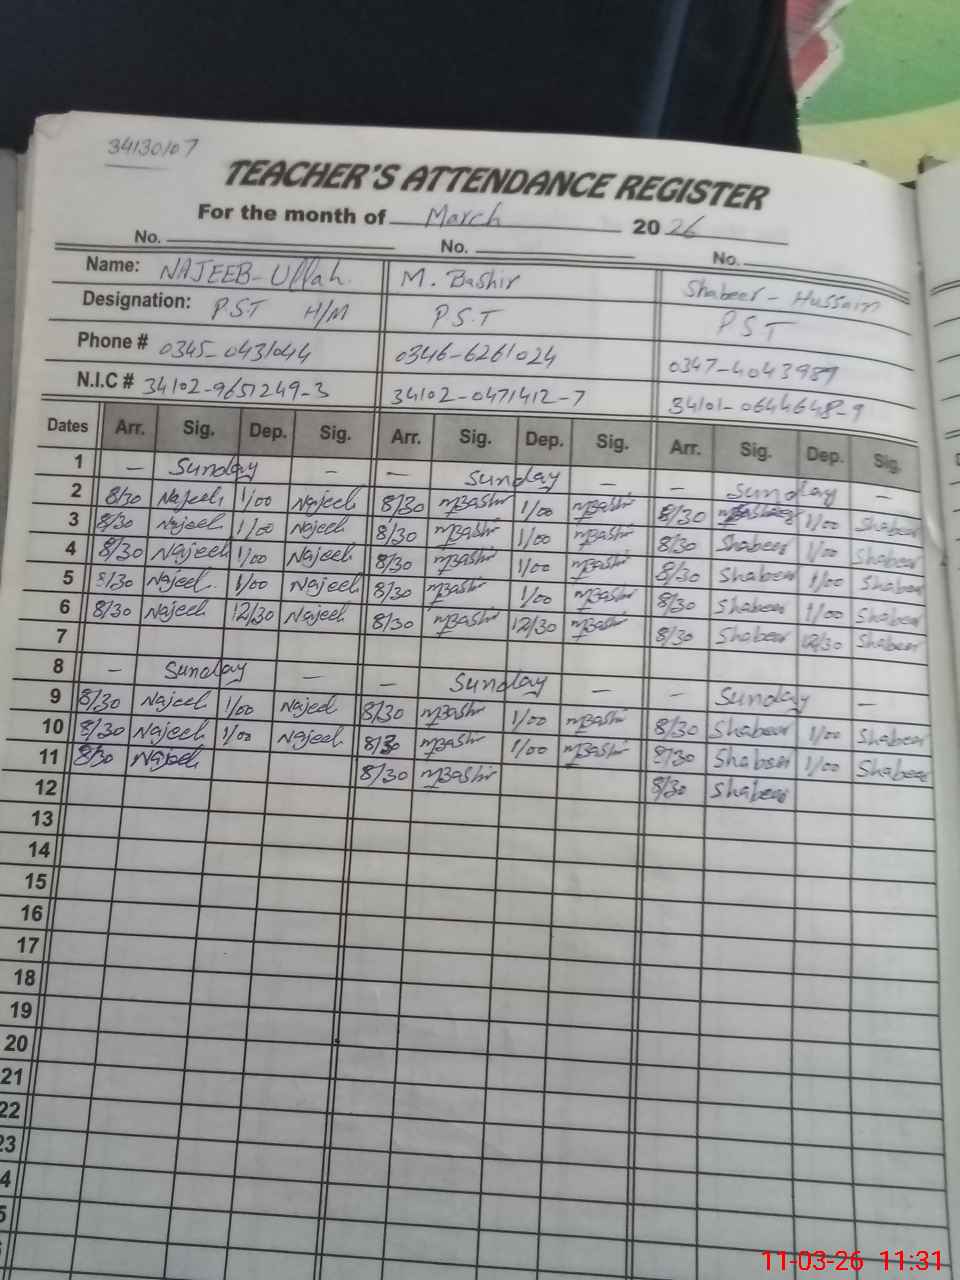 34130107
TEACHER'S ATTENDANCE REGISTER
For the month of March 2026
No. No. No.
Name: NAJEEB-Ullah. M. Bashir Shabeer - Hussain
Designation: P.S.T H/M P.S.T P S T
Phone # 0345-0431044 0346-6261024 0347-4043989
N.I.C # 34102-9651249-3 34102-0471412-7 34101-0644648-9
Dates Arr. Sig. Dep. Sig. Arr. Sig. Dep. Sig. Arr. Sig. Dep. Sig.
1 — Sunday — — Sunday — — Sunday —
2 8/30 Najeeb 1/00 Najeeb 8/30 MBashir 1/00 MBashir 8/30 1/00 Shabeer
3 8/30 Najeeb 1/00 Najeeb 8/30 MBashir 1/00 MBashir 8/30 Shabeer 1/00 Shabeer
4 8/30 Najeeb 1/00 Najeeb 8/30 MBashir 1/00 MBashir 8/30 Shabeer 1/00 Shabeer
5 8/30 Najeeb 1/00 Najeeb 8/30 MBashir 1/00 MBashir 8/30 Shabeer 1/00 Shabeer
6 8/30 Najeeb 12/30 Najeeb 8/30 MBashir 12/30 MBashir 8/30 Shabeer 12/30 Shabeer
7
8 — Sunday — — Sunday — — Sunday —
9 8/30 Najeeb 1/00 Najeeb 8/30 MBashir 1/00 MBashir 8/30 Shabeer 1/00 Shabeer
10 8/30 Najeeb 1/00 Najeeb 8/30 MBashir 1/00 MBashir 8/30 Shabeer 1/00 Shabeer
11 8/30 Najeeb 8/30 MBashir 8/30 Shabeer
12
13
14
15
16
17
18
19
20
21
22
23
4
5
11-03-26 11:31